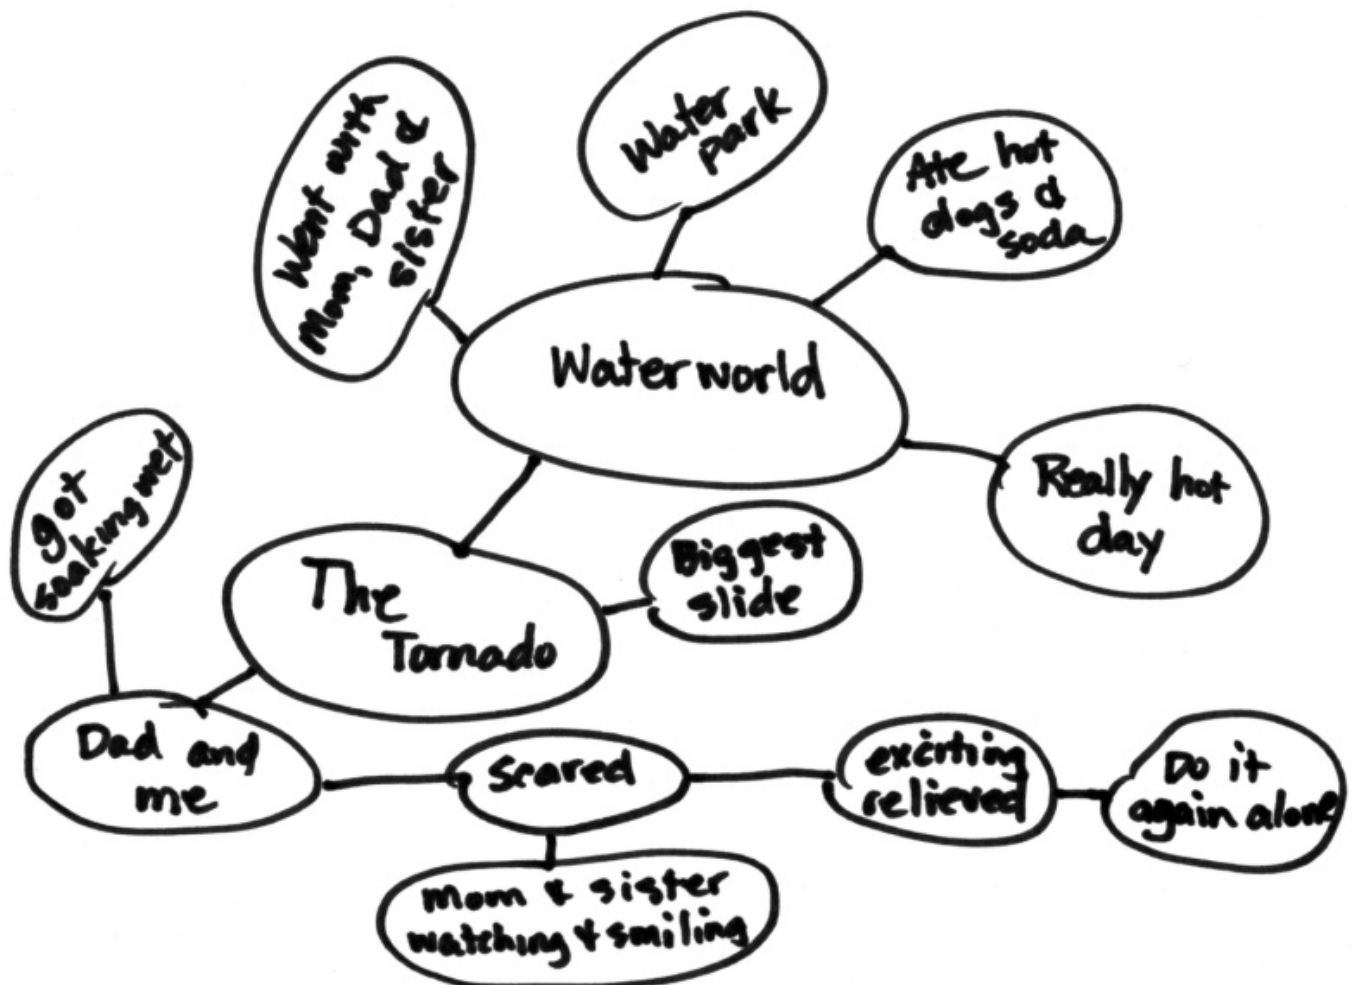 Went with
Mom, Dad &
sister
Water
park
Ate hot
dogs &
soda
Waterworld
Really hot
day
got
soaking wet
The
Tornado
Biggest
slide
Dad and
me
Scared
exciting
relieved
Do it
again alone
Mom & sister
watching & smiling